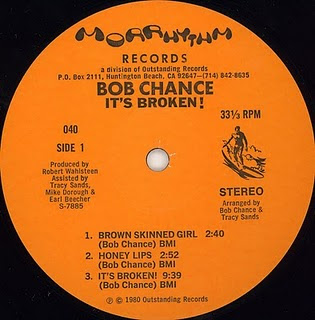 MORRHYTHM
RECORDS
a division of Outstanding Records
P.O. Box 2111, Huntington Beach, CA. 92647—(714) 842-8635
BOB CHANCE
IT'S BROKEN!
040
33⅓ RPM
SIDE 1
Produced by
Robert Wahlsteen
Assisted by
Tracy Sands,
Mike Dorough &
Earl Beecher
S-7885
STEREO
Arranged by
Bob Chance &
Tracy Sands
1. BROWN SKINNED GIRL 2:40
(Bob Chance) BMI
2. HONEY LIPS 2:52
(Bob Chance) BMI
3. IT'S BROKEN! 9:39
(Bob Chance) BMI
℗ © 1980 Outstanding Records